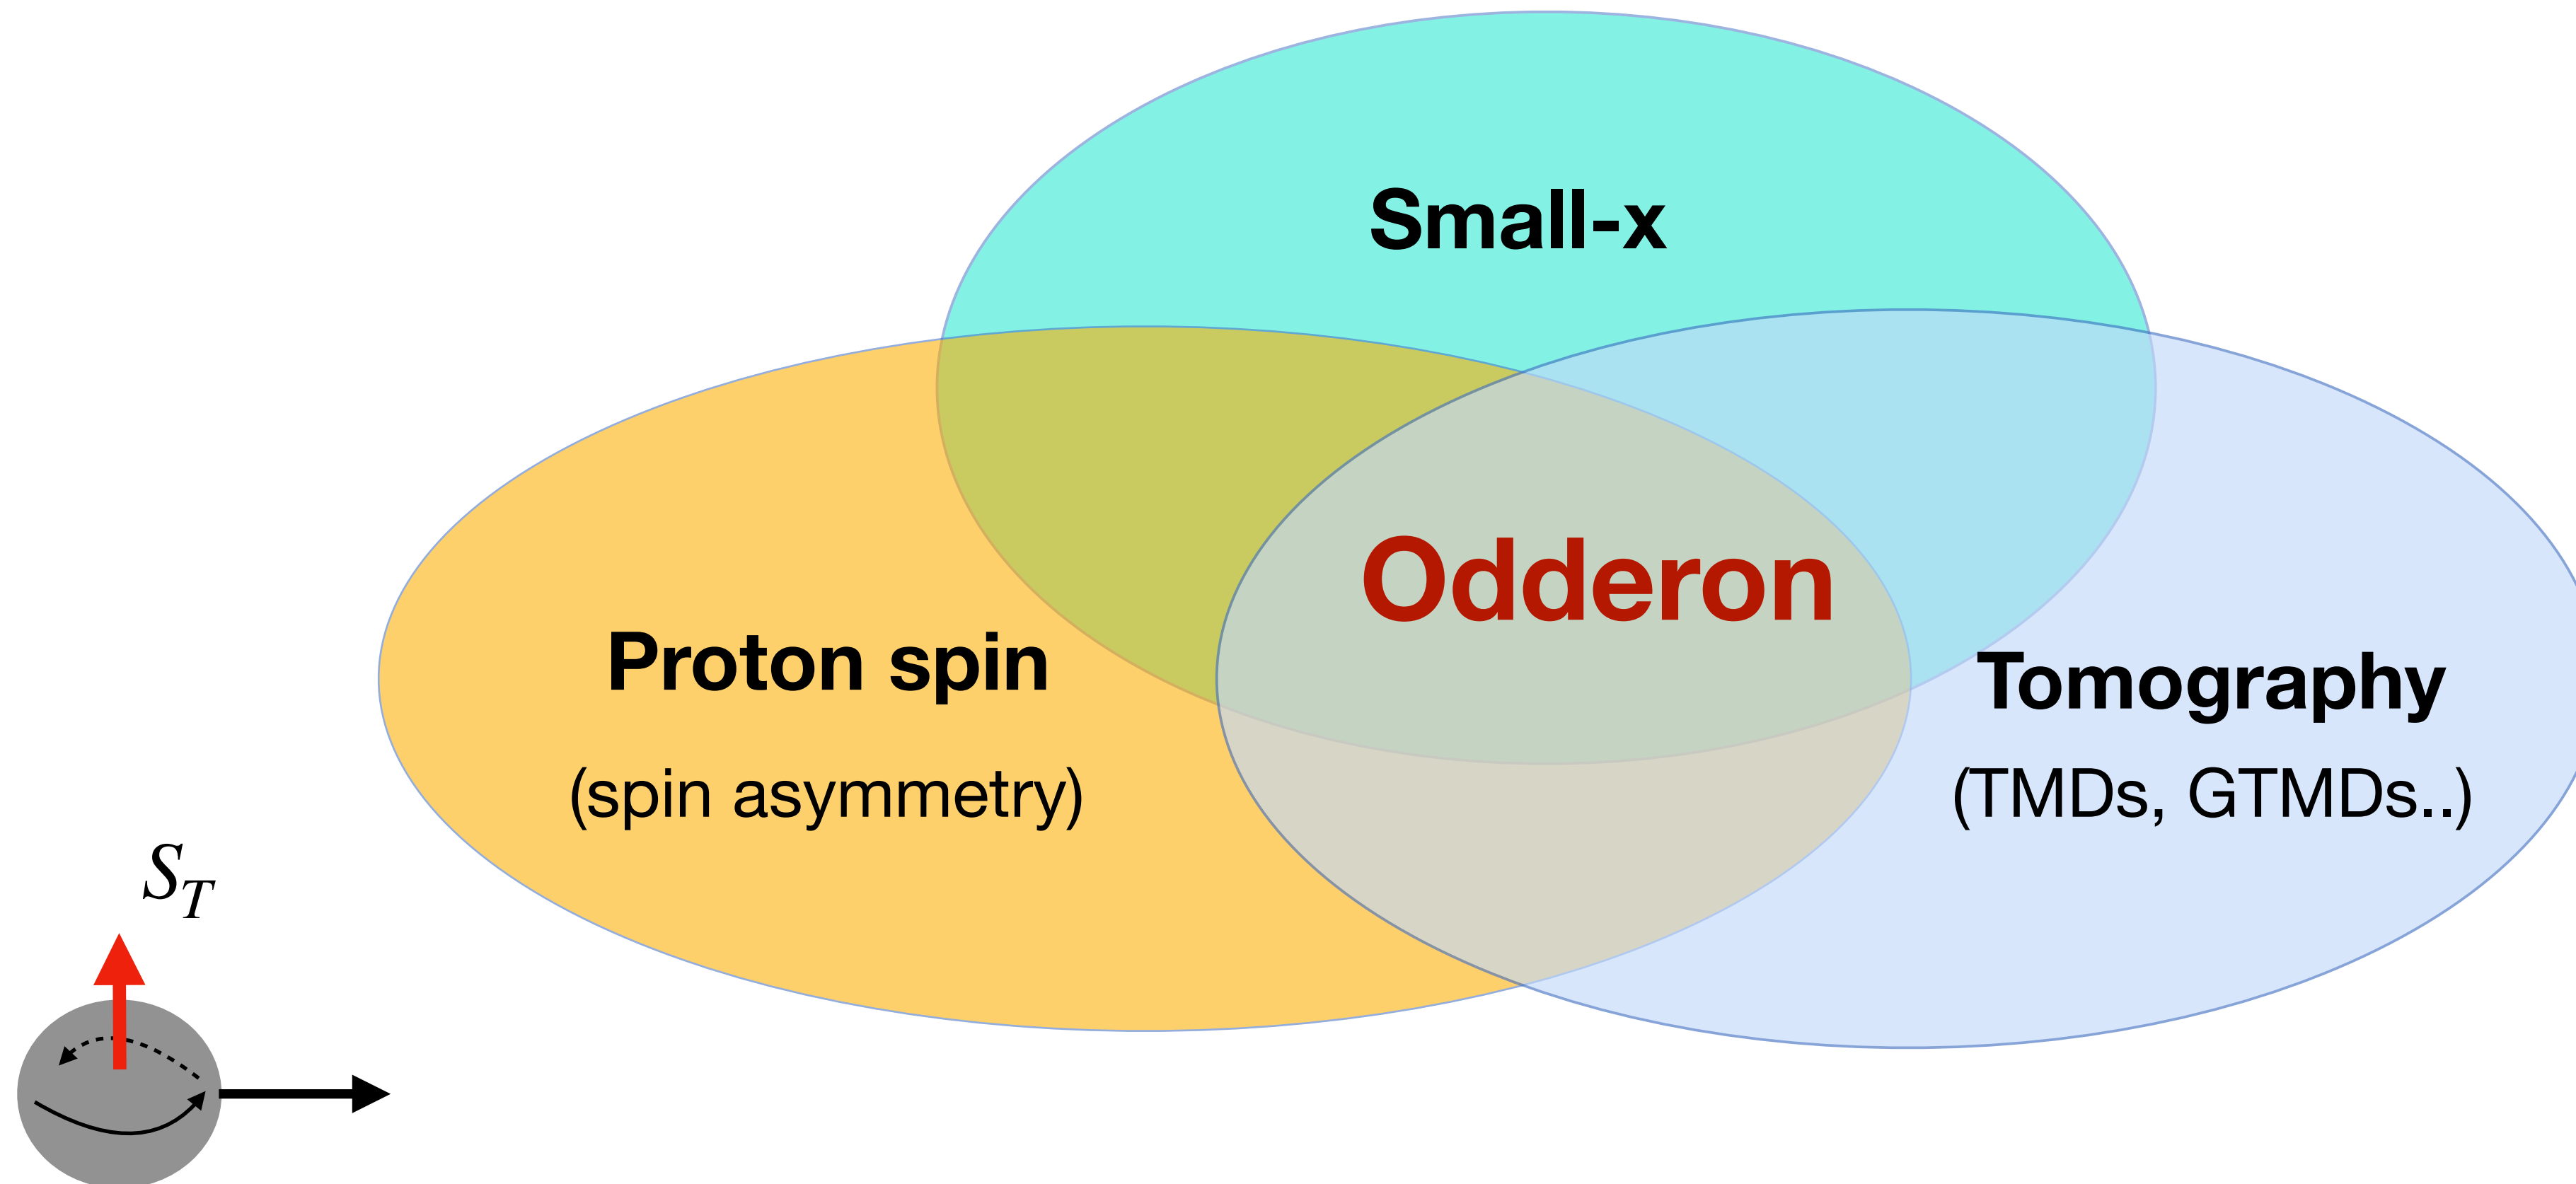 Small-x
Odderon
Proton spin
(spin asymmetry)
Tomography
(TMDs, GTMDs..)
S_T